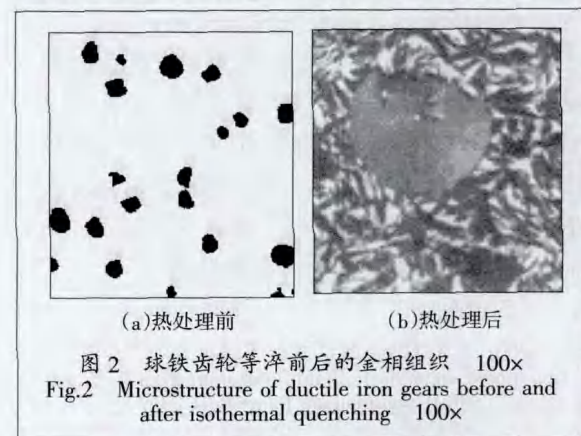 (a)热处理前 (b)热处理后
图 2 球铁齿轮等淬前后的金相组织 100×
Fig.2 Microstructure of ductile iron gears before and
after isothermal quenching 100×